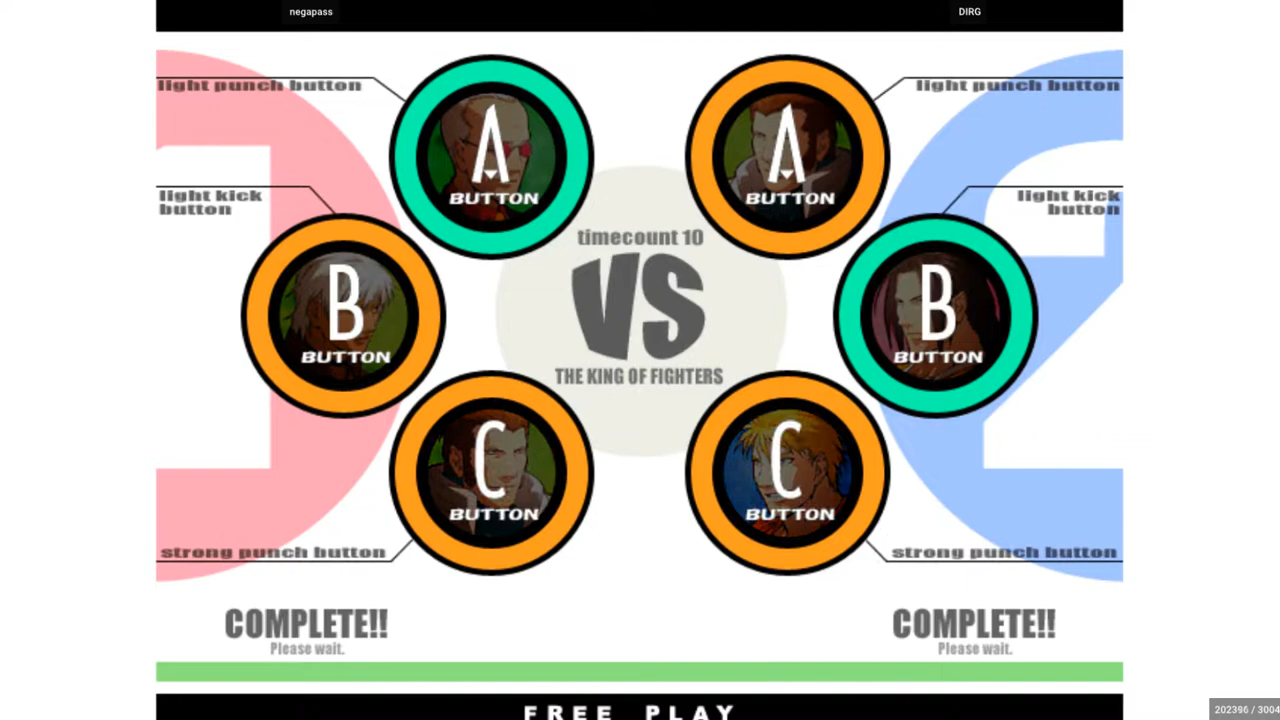 negapass
DIRG
light punch button
light punch button
A
BUTTON
A
BUTTON
light kick
button
light kick
button
timecount 10
VS
THE KING OF FIGHTERS
B
BUTTON
B
BUTTON
C
BUTTON
C
BUTTON
strong punch button
strong punch button
COMPLETE!!
Please wait.
COMPLETE!!
Please wait.
FREE PLAY
202396 / 3004